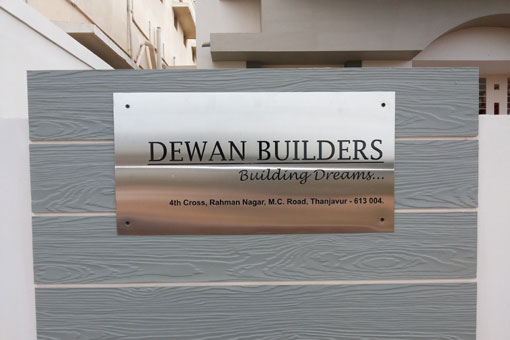 DEWAN BUILDERS
Building Dreams...
4th Cross, Rahman Nagar, M.C. Road, Thanjavur - 613 004.